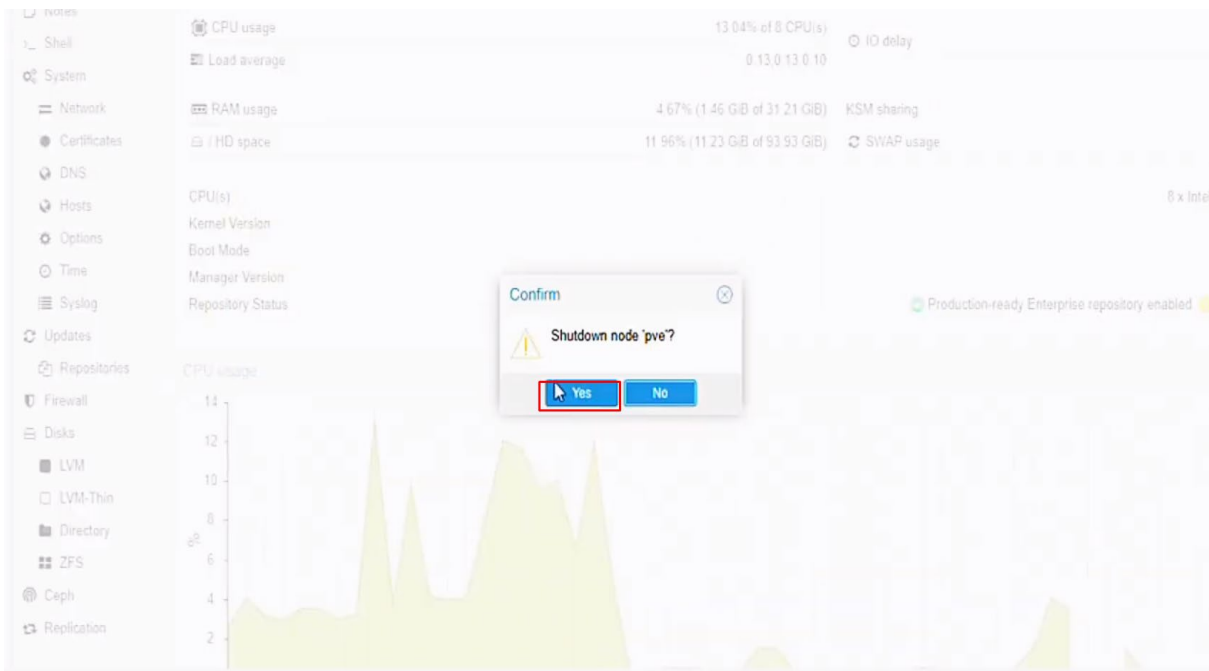 Notes
Shell
System
Network
Certificates
DNS
Hosts
Options
Time
Syslog
Updates
Repositories
Firewall
Disks
LVM
LVM-Thin
Directory
ZFS
Ceph
Replication
CPU usage 13.04% of 8 CPU(s)
IO delay
Load average 0.13,0.13,0.10
RAM usage 4.67% (1.46 GiB of 31.21 GiB)
KSM sharing
/ HD space 11.96% (11.23 GiB of 93.93 GiB)
SWAP usage
CPU(s) 8 x Intel
Kernel Version
Boot Mode
Manager Version
Repository Status Production-ready Enterprise repository enabled
Confirm
Shutdown node 'pve'?
Yes No
CPU usage
14
12
10
8
%
6
4
2